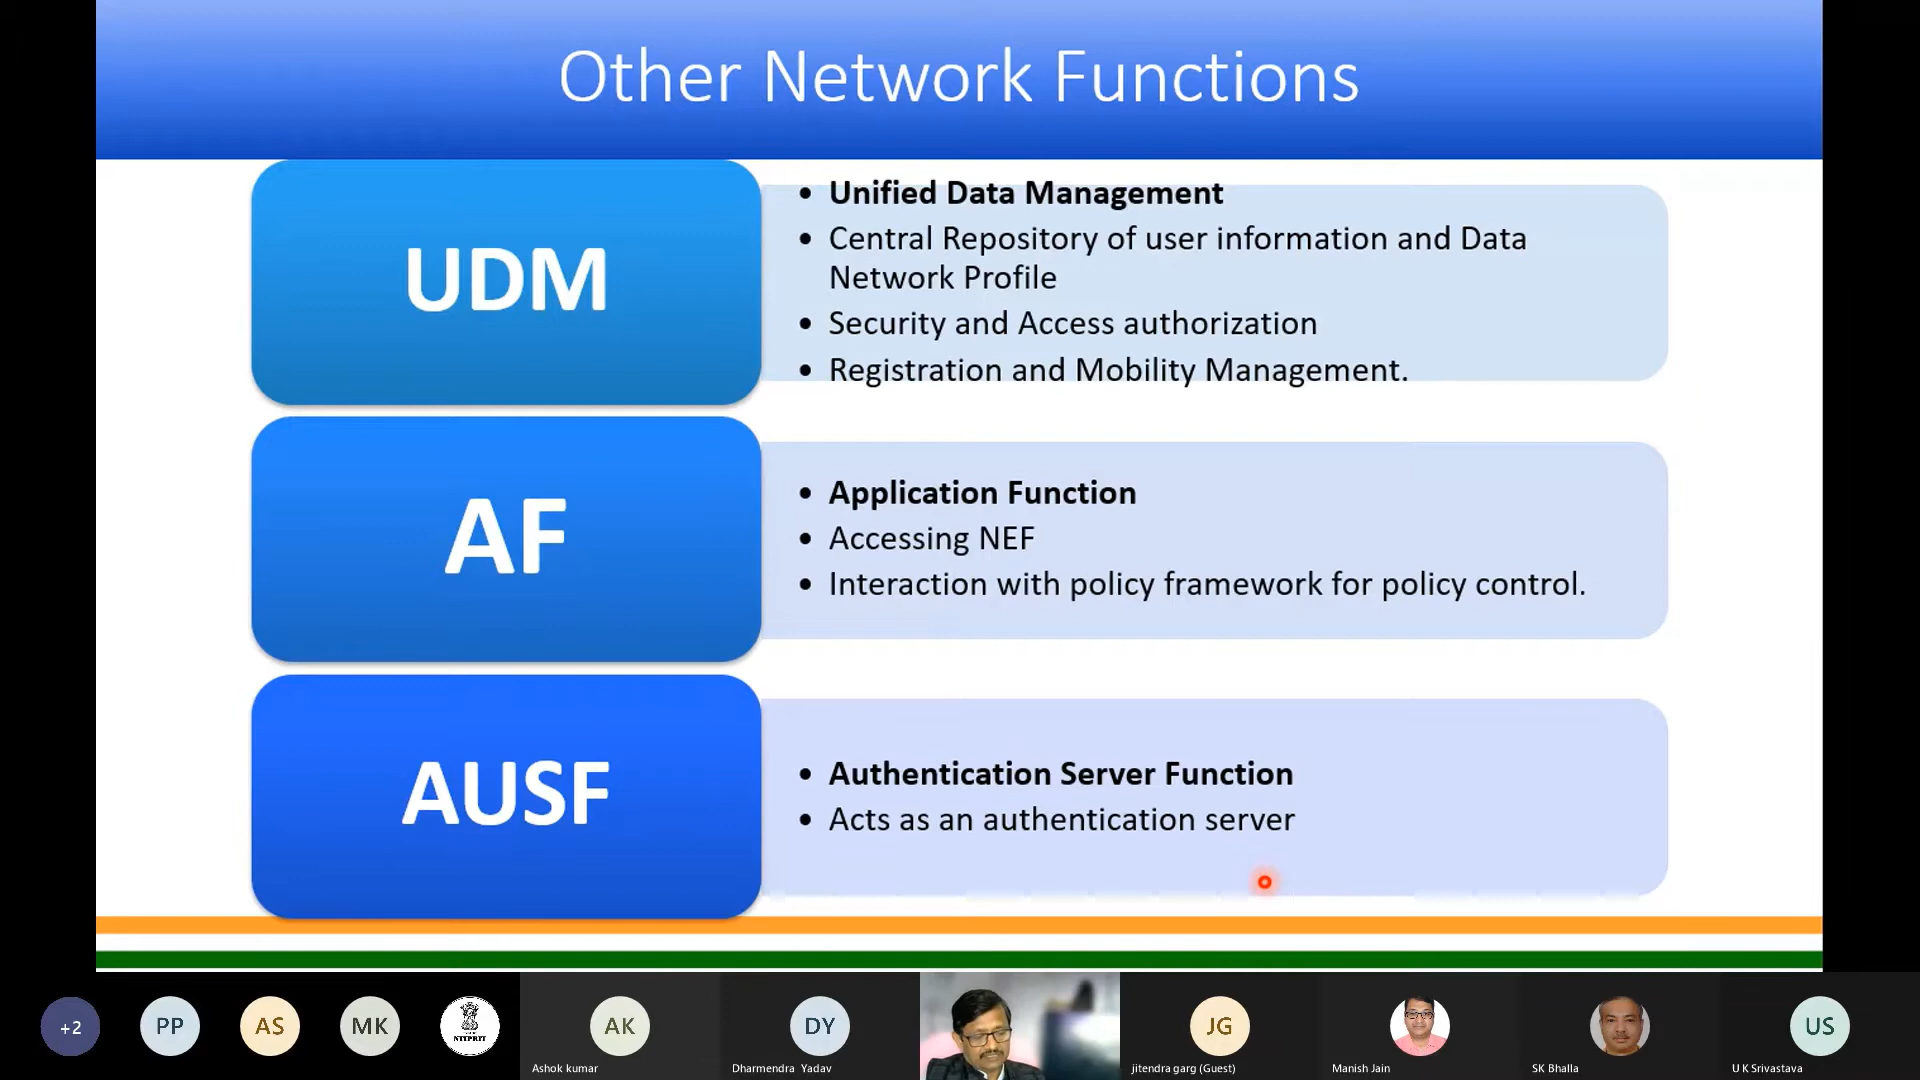 Other Network Functions
UDM
• Unified Data Management
• Central Repository of user information and Data
Network Profile
• Security and Access authorization
• Registration and Mobility Management.
AF
• Application Function
• Accessing NEF
• Interaction with policy framework for policy control.
AUSF
• Authentication Server Function
• Acts as an authentication server
+2
PP
AS
MK
NTIPRIT
AK
DY
JG
US
Ashok kumar
Dharmendra Yadav
jitendra garg (Guest)
Manish Jain
SK Bhalla
U K Srivastava